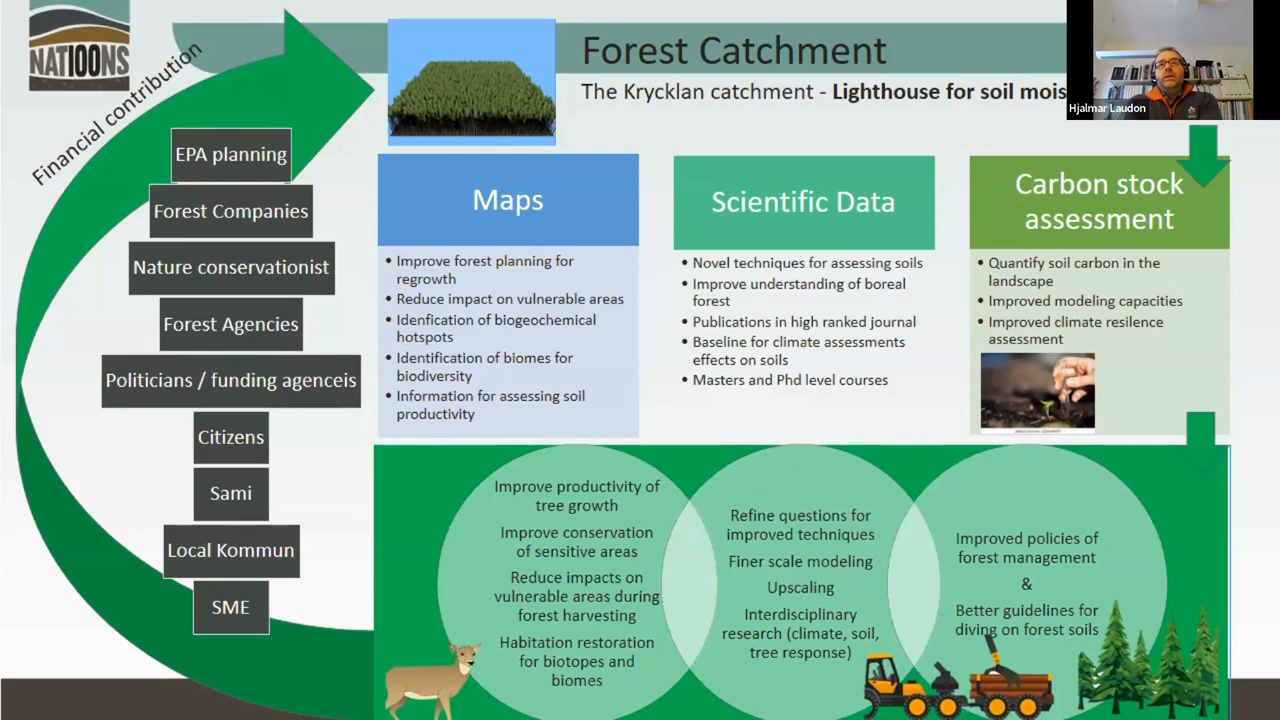 NAT100NS
Financial contribution
Forest Catchment
The Krycklan catchment - Lighthouse for soil mois
Hjalmar Laudon
EPA planning
Forest Companies
Nature conservationist
Forest Agencies
Politicians / funding agenceis
Citizens
Sami
Local Kommun
SME
Maps
• Improve forest planning for
regrowth
• Reduce impact on vulnerable areas
• Idenfication of biogeochemical
hotspots
• Identification of biomes for
biodiversity
• Information for assessing soil
productivity
Scientific Data
• Novel techniques for assessing soils
• Improve understanding of boreal
forest
• Publications in high ranked journal
• Baseline for climate assessments
effects on soils
• Masters and Phd level courses
Carbon stock
assessment
• Quantify soil carbon in the
landscape
• Improved modeling capacities
• Improved climate resilence
assessment
Improve productivity of
tree growth
Improve conservation
of sensitive areas
Reduce impacts on
vulnerable areas during
forest harvesting
Habitation restoration
for biotopes and
biomes
Refine questions for
improved techniques
Finer scale modeling
Upscaling
Interdisciplinary
research (climate, soil,
tree response)
Improved policies of
forest management
&
Better guidelines for
diving on forest soils